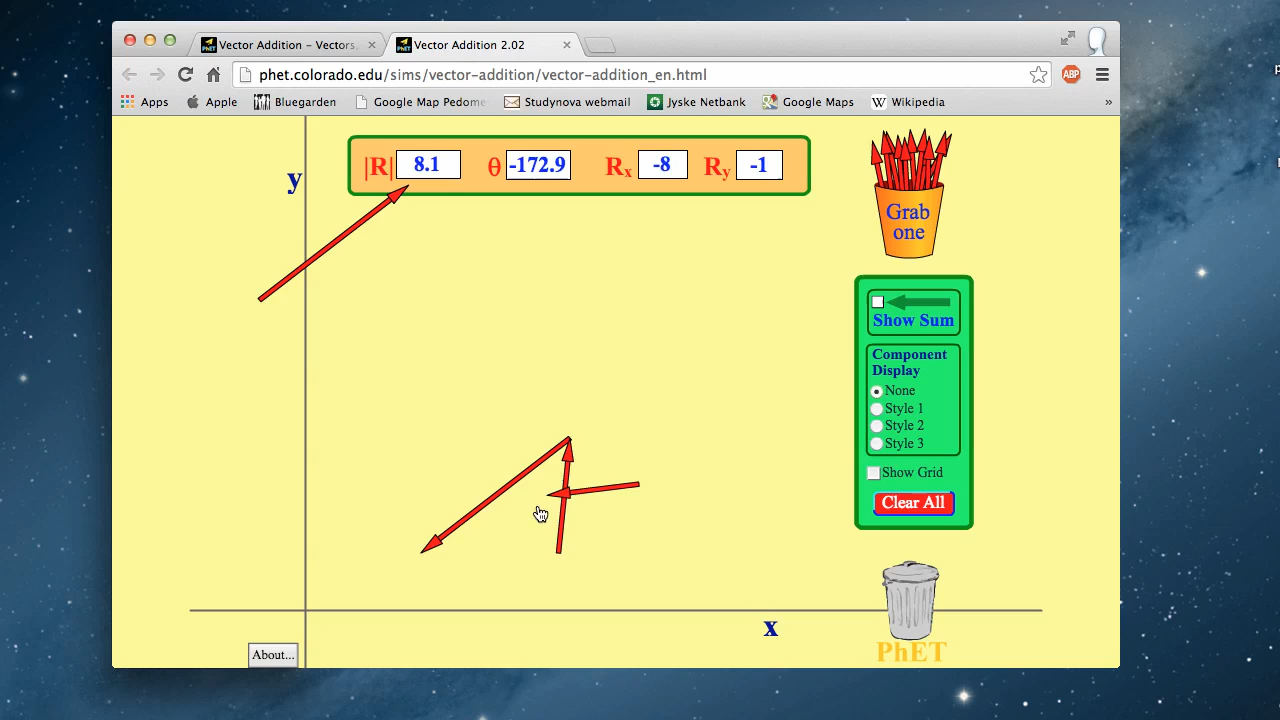 Vector Addition – Vectors,
Vector Addition 2.02
phet.colorado.edu/sims/vector-addition/vector-addition_en.html
ABP
Apps Apple Bluegarden Google Map Pedome Studynova webmail Jyske Netbank Google Maps Wikipedia »
|R| 8.1 θ -172.9 Rx -8 Ry -1
y
Grab
one
Show Sum
Component
Display
None
Style 1
Style 2
Style 3
Show Grid
Clear All
x
About...
PhET